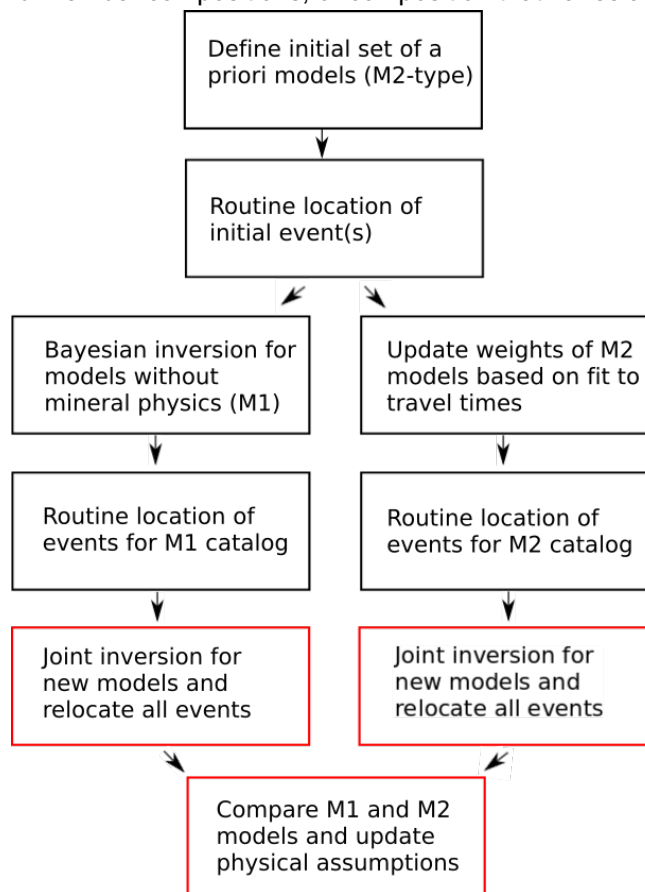 Define initial set of a
priori models (M2-type)
Routine location of
initial event(s)
Bayesian inversion for
models without
mineral physics (M1)
Update weights of M2
models based on fit to
travel times
Routine location of
events for M1 catalog
Routine location of
events for M2 catalog
Joint inversion for
new models and
relocate all events
Joint inversion for
new models and
relocate all events
Compare M1 and M2
models and update
physical assumptions